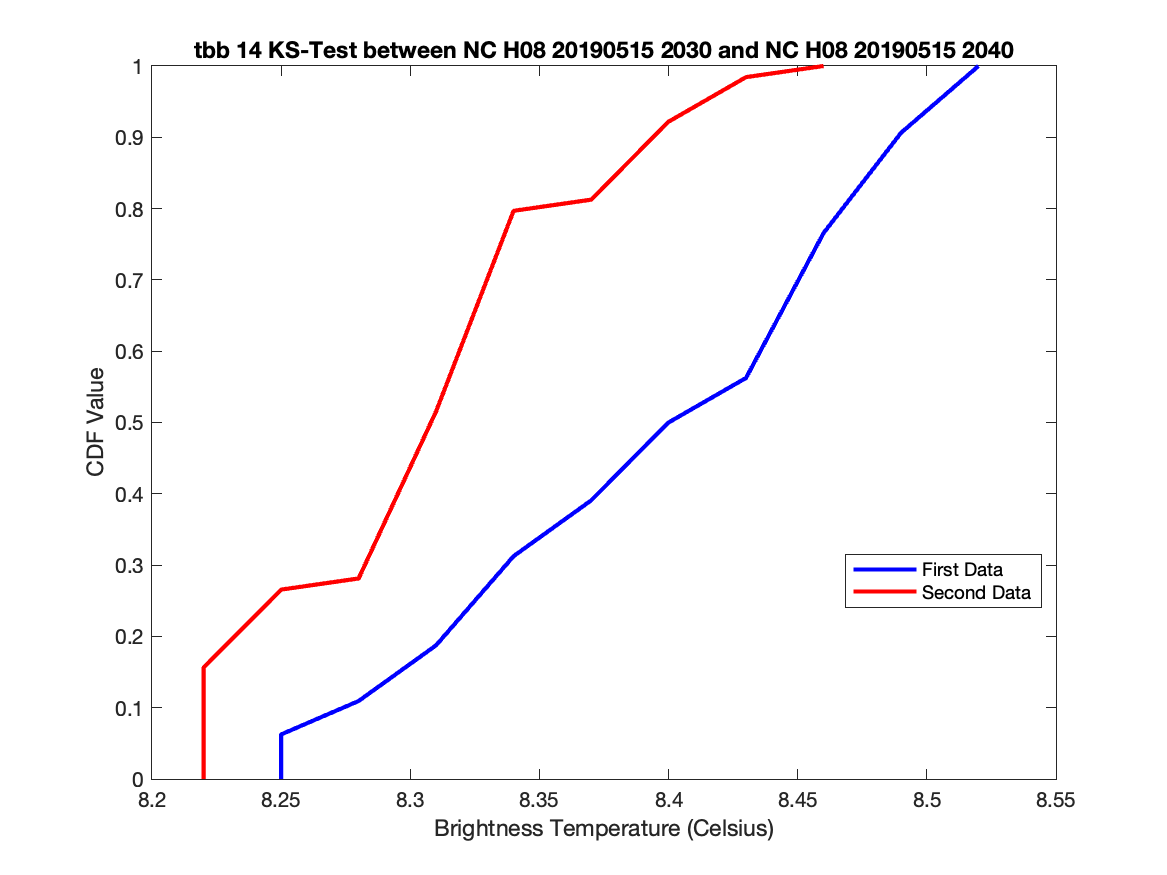 tbb 14 KS-Test between NC H08 20190515 2030 and NC H08 20190515 2040
1
0.9
0.8
0.7
0.6
0.5
0.4
0.3
0.2
0.1
0
CDF Value
First Data
Second Data
8.2 8.25 8.3 8.35 8.4 8.45 8.5 8.55
Brightness Temperature (Celsius)